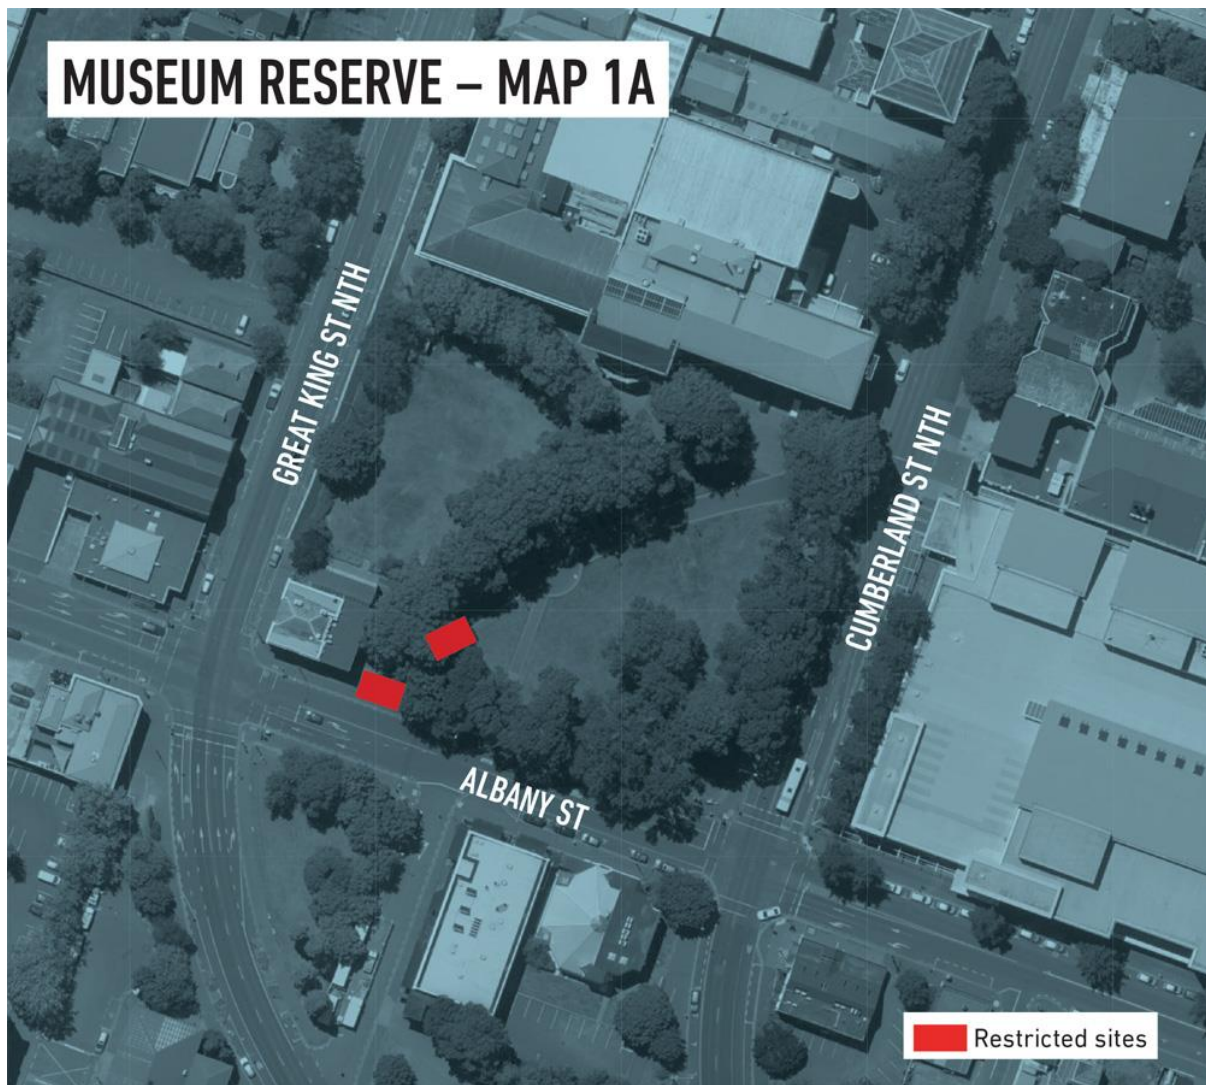 MUSEUM RESERVE – MAP 1A
GREAT KING ST NTH
CUMBERLAND ST NTH
ALBANY ST
Restricted sites